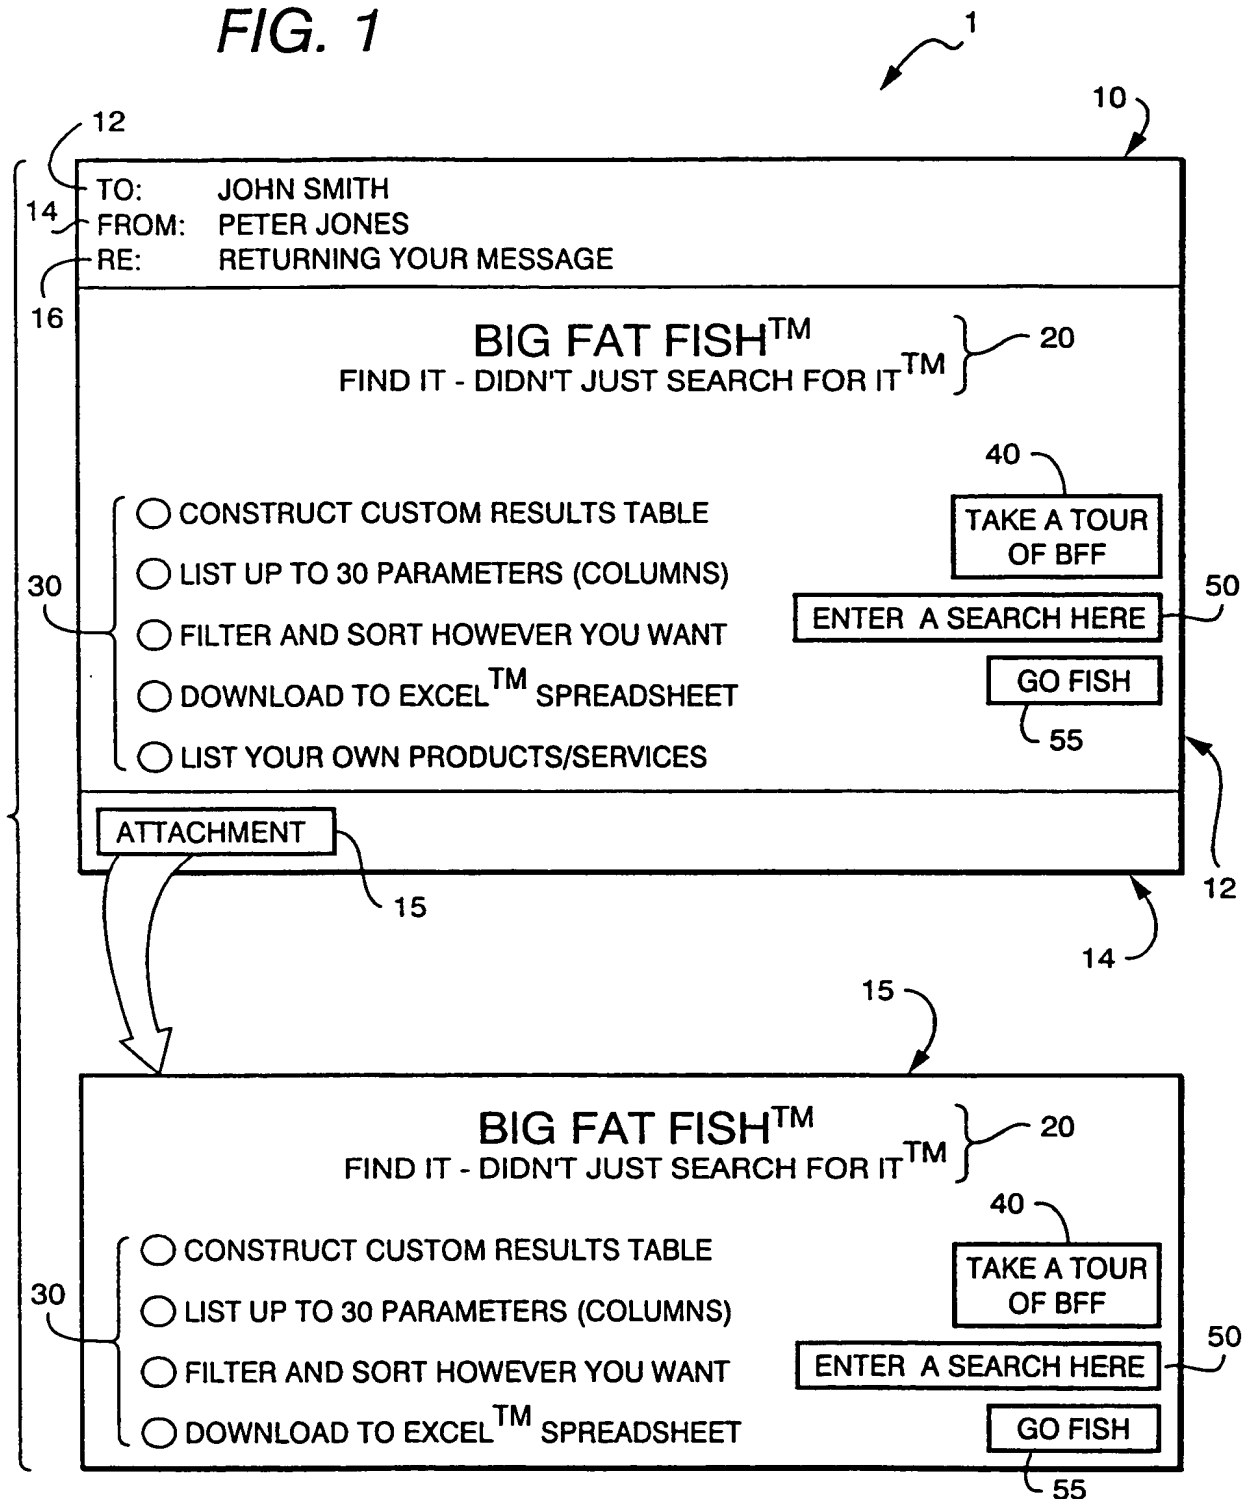 FIG. 1
1
10
12
TO: JOHN SMITH
14 FROM: PETER JONES
RE: RETURNING YOUR MESSAGE
16
BIG FAT FISH™
20
FIND IT - DIDN'T JUST SEARCH FOR IT™
40
CONSTRUCT CUSTOM RESULTS TABLE
TAKE A TOUR
OF BFF
LIST UP TO 30 PARAMETERS (COLUMNS)
30
50
ENTER A SEARCH HERE
FILTER AND SORT HOWEVER YOU WANT
GO FISH
DOWNLOAD TO EXCEL™ SPREADSHEET
55
LIST YOUR OWN PRODUCTS/SERVICES
ATTACHMENT
12
15
14
15
BIG FAT FISH™
20
FIND IT - DIDN'T JUST SEARCH FOR IT™
40
CONSTRUCT CUSTOM RESULTS TABLE
TAKE A TOUR
OF BFF
30
LIST UP TO 30 PARAMETERS (COLUMNS)
50
ENTER A SEARCH HERE
FILTER AND SORT HOWEVER YOU WANT
DOWNLOAD TO EXCEL™ SPREADSHEET
GO FISH
55